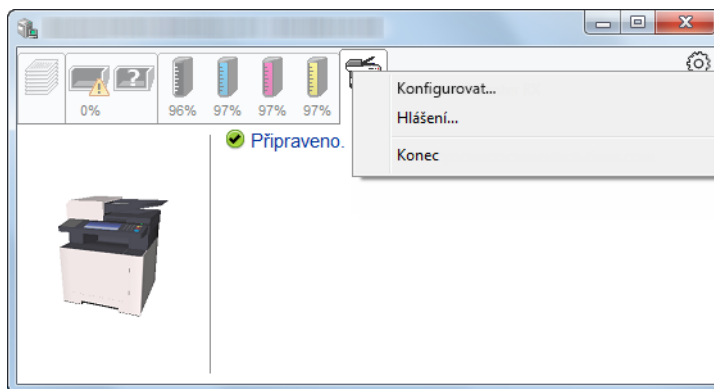 Konfigurovat...
Hlášení...
Konec
0%
96% 97% 97% 97%
Připraveno.